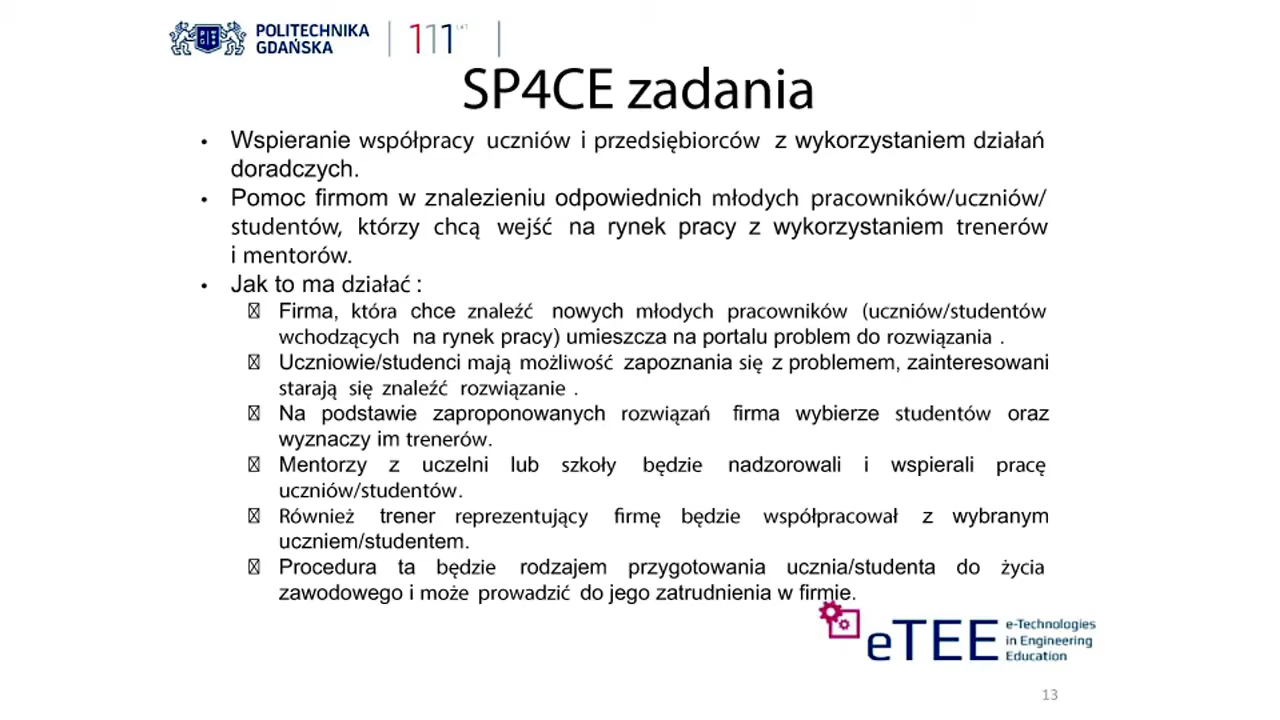 POLITECHNIKA
GDAŃSKA
111 LAT
SP4CE zadania
• Wspieranie współpracy uczniów i przedsiębiorców z wykorzystaniem działań
doradczych.
• Pomoc firmom w znalezieniu odpowiednich młodych pracowników/uczniów/
studentów, którzy chcą wejść na rynek pracy z wykorzystaniem trenerów
i mentorów.
• Jak to ma działać :
Firma, która chce znaleźć nowych młodych pracowników (uczniów/studentów
wchodzących na rynek pracy) umieszcza na portalu problem do rozwiązania .
Uczniowie/studenci mają możliwość zapoznania się z problemem, zainteresowani
starają się znaleźć rozwiązanie .
Na podstawie zaproponowanych rozwiązań firma wybierze studentów oraz
wyznaczy im trenerów.
Mentorzy z uczelni lub szkoły będzie nadzorowali i wspierali pracę
uczniów/studentów.
Również trener reprezentujący firmę będzie współpracował z wybranym
uczniem/studentem.
Procedura ta będzie rodzajem przygotowania ucznia/studenta do życia
zawodowego i może prowadzić do jego zatrudnienia w firmie.
eTEE
e-Technologies
in Engineering
Education
13